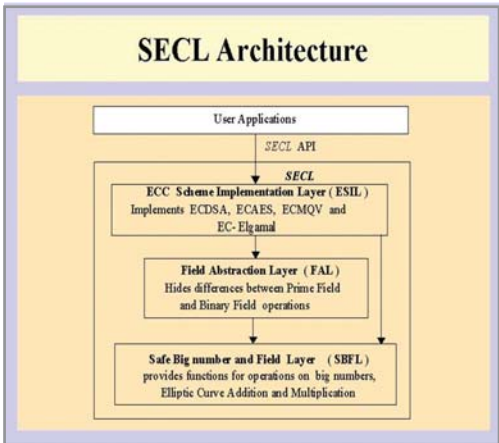 SECL Architecture
User Applications
SECL API
SECL
ECC Scheme Implementation Layer ( ESIL )
Implements ECDSA, ECAES, ECMQV and
EC- Elgamal
Field Abstraction Layer ( FAL )
Hides differences between Prime Field
and Binary Field operations
Safe Big number and Field Layer ( SBFL )
provides functions for operations on big numbers,
Elliptic Curve Addition and Multiplication